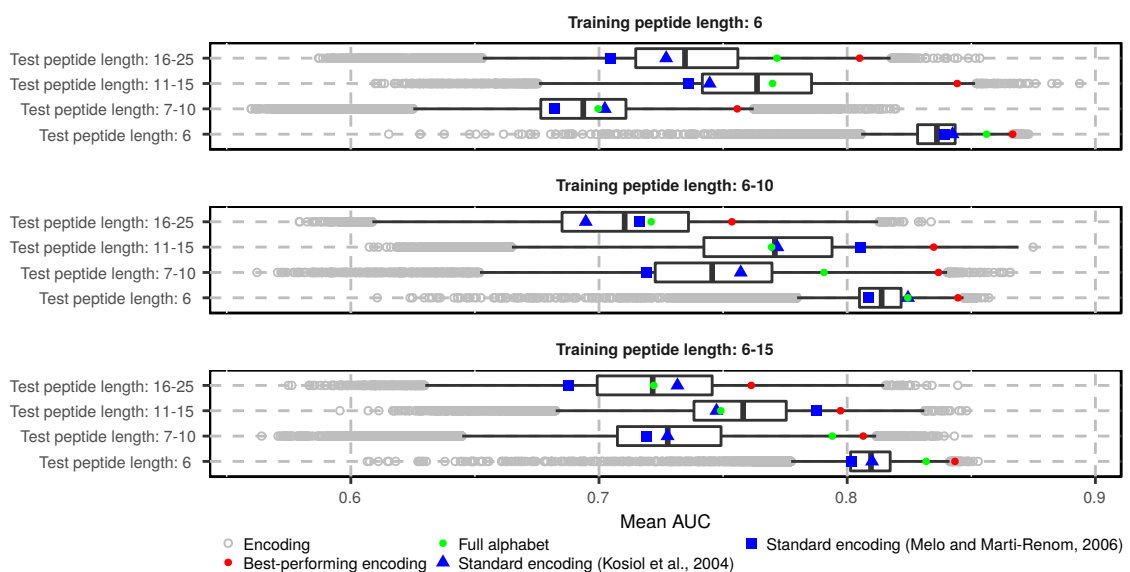 Training peptide length: 6
Test peptide length: 16-25
Test peptide length: 11-15
Test peptide length: 7-10
Test peptide length: 6
Training peptide length: 6-10
Test peptide length: 16-25
Test peptide length: 11-15
Test peptide length: 7-10
Test peptide length: 6
Training peptide length: 6-15
Test peptide length: 16-25
Test peptide length: 11-15
Test peptide length: 7-10
Test peptide length: 6
0.6 0.7 0.8 0.9
Mean AUC
Encoding Full alphabet Standard encoding (Melo and Marti-Renom, 2006)
Best-performing encoding Standard encoding (Kosiol et al., 2004)